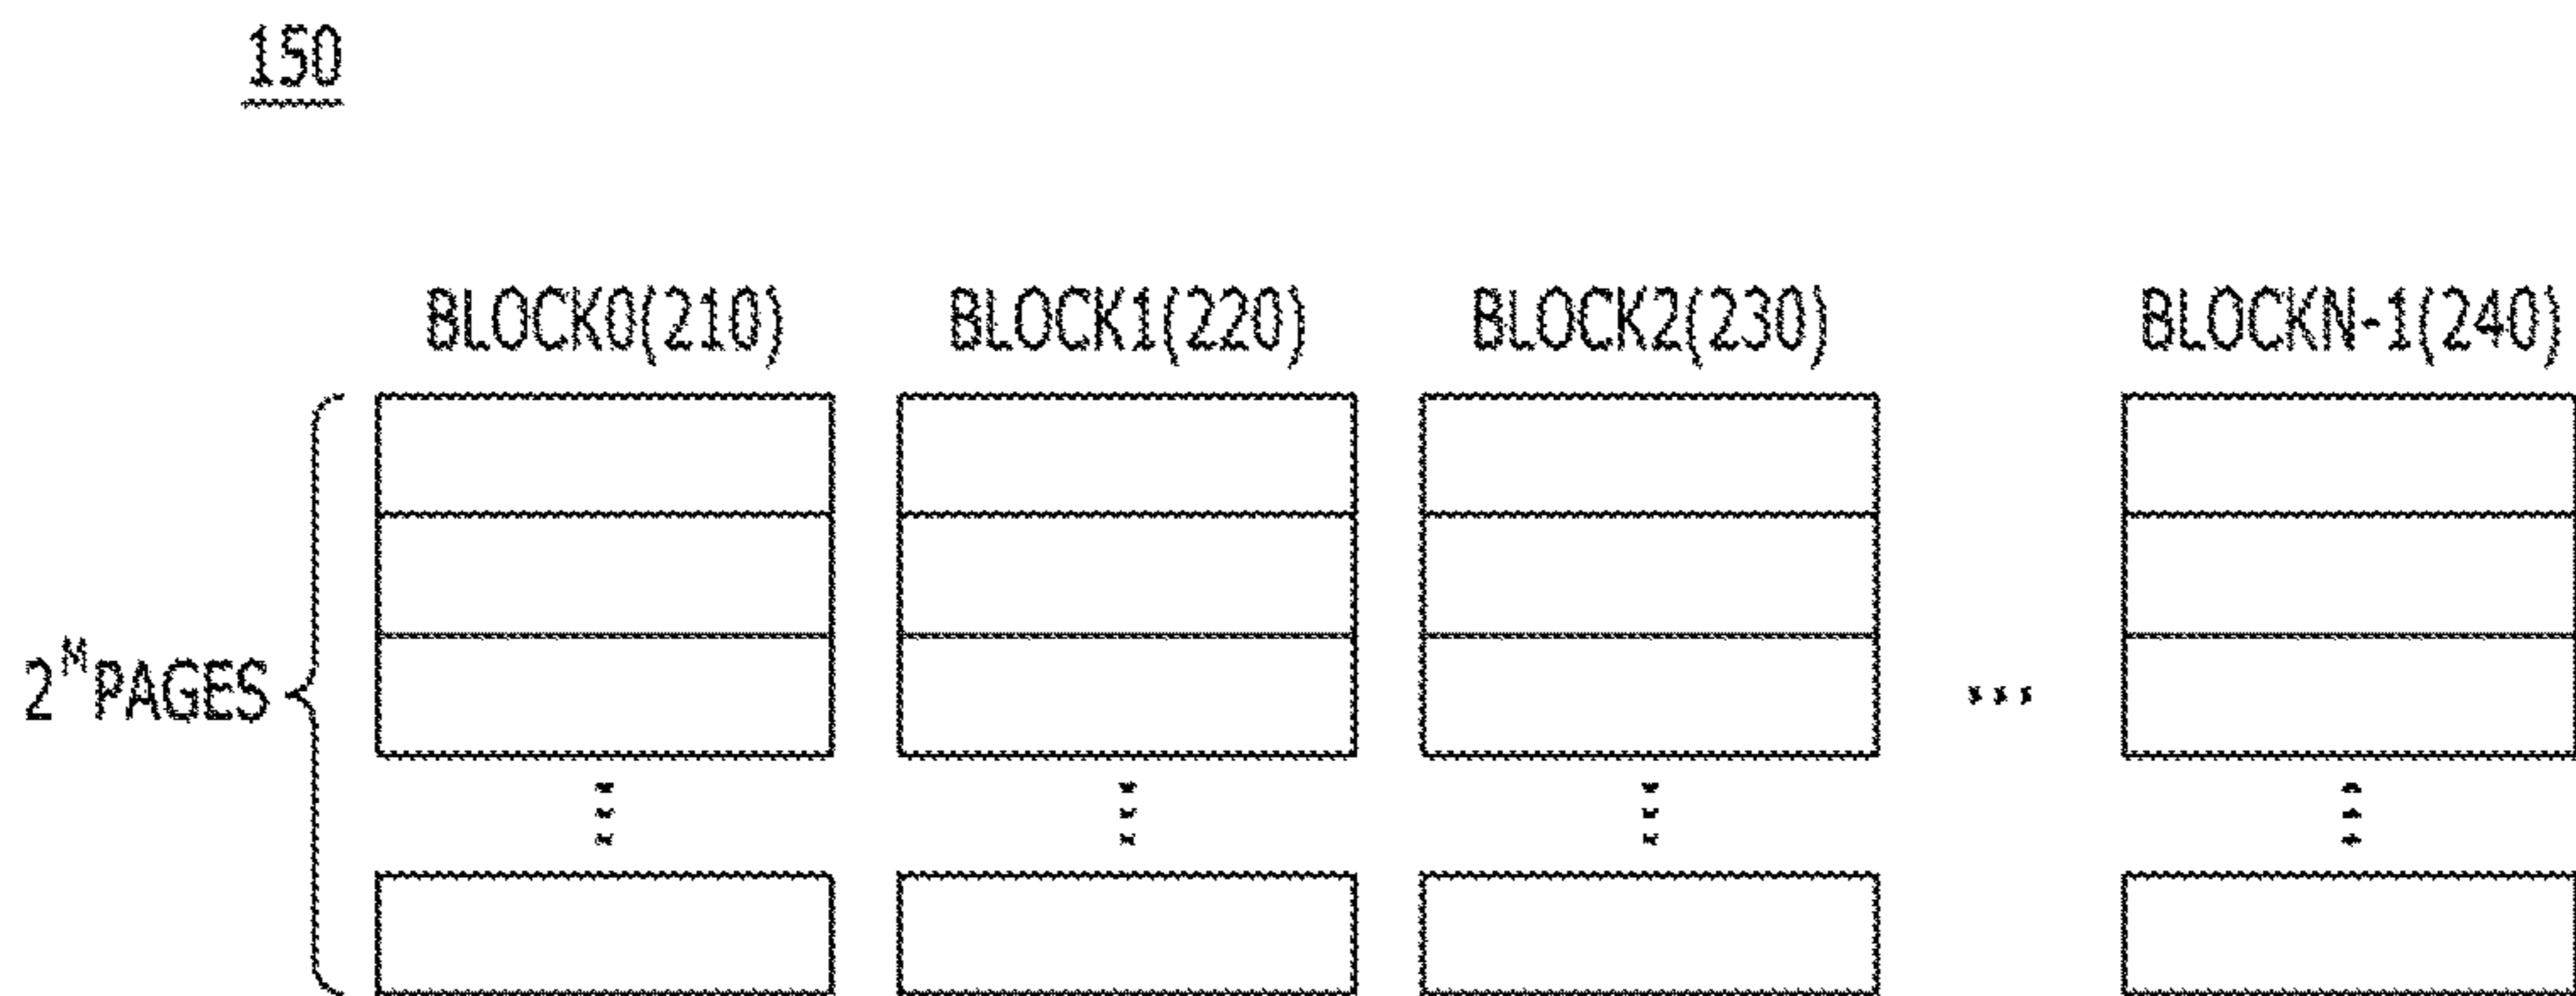 150
BLOCK0(210) BLOCK1(220) BLOCK2(230) BLOCKN-1(240)
2^M PAGES
...